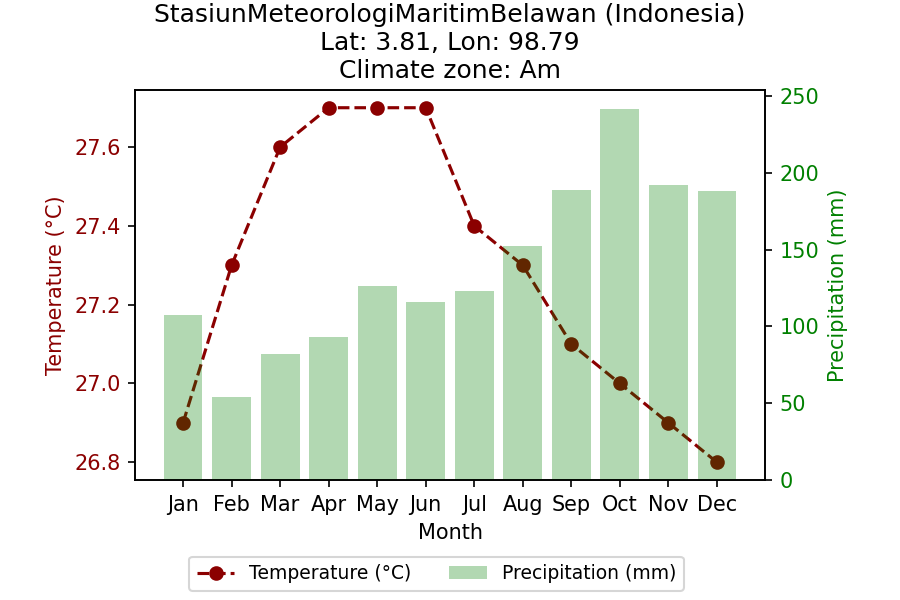 StasiunMeteorologiMaritimBelawan (Indonesia)
Lat: 3.81, Lon: 98.79
Climate zone: Am
Temperature (°C)
27.6
27.4
27.2
27.0
26.8
250
200
150
100
50
0
Precipitation (mm)
Jan Feb Mar Apr May Jun Jul Aug Sep Oct Nov Dec
Month
Temperature (°C) Precipitation (mm)